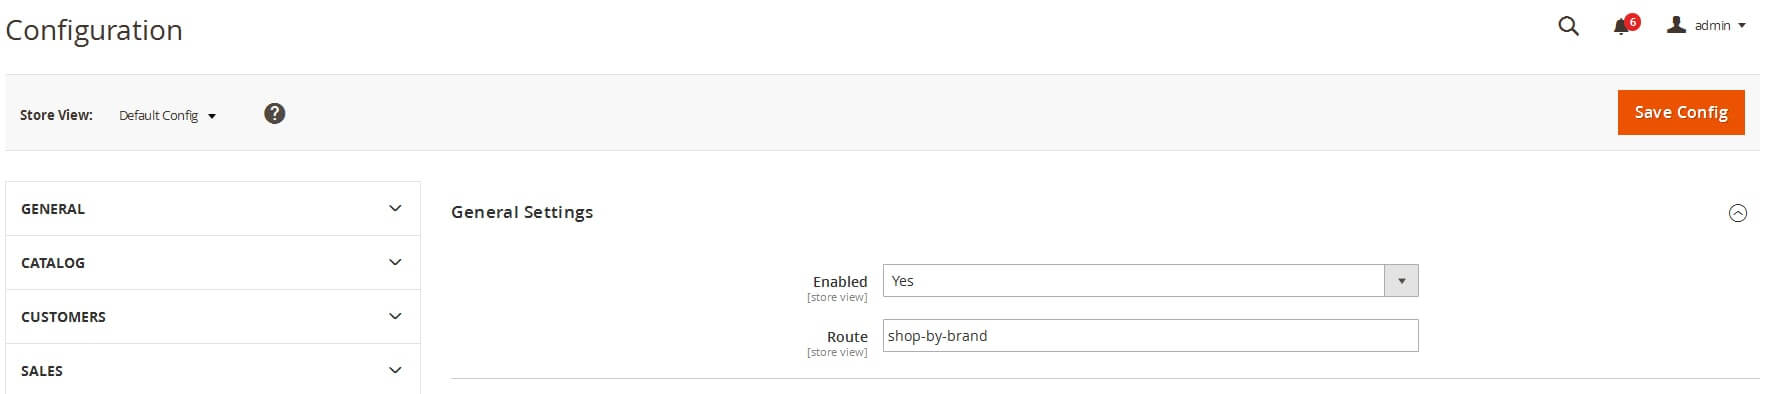 Configuration
6
admin
Store View: Default Config ?
Save Config
GENERAL
CATALOG
CUSTOMERS
SALES
General Settings
Enabled
[store view]
Yes
Route
[store view]
shop-by-brand